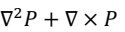 ∇²P + ∇ × P